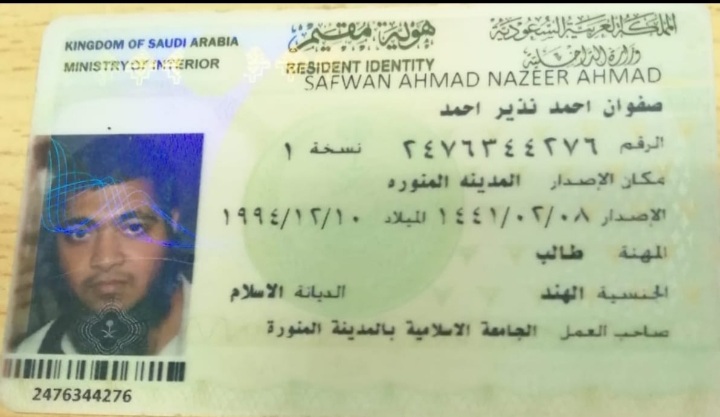 المملكة العربية السعودية
وزارة الداخلية
هوية مقيم
KINGDOM OF SAUDI ARABIA
MINISTRY OF INTERIOR
RESIDENT IDENTITY
SAFWAN AHMAD NAZEER AHMAD
صفوان احمد نذير احمد
الرقم ٢٤٧٦٣٤٤٢٧٦ نسخة ١
مكان الإصدار المدينه المنوره
الإصدار ١٤٤١/٠٢/٠٨ الميلاد ١٩٩٤/١٢/١٠
المهنة طالب
الجنسية الهند الديانة الاسلام
صاحب العمل الجامعة الاسلامية بالمدينة المنورة
2476344276